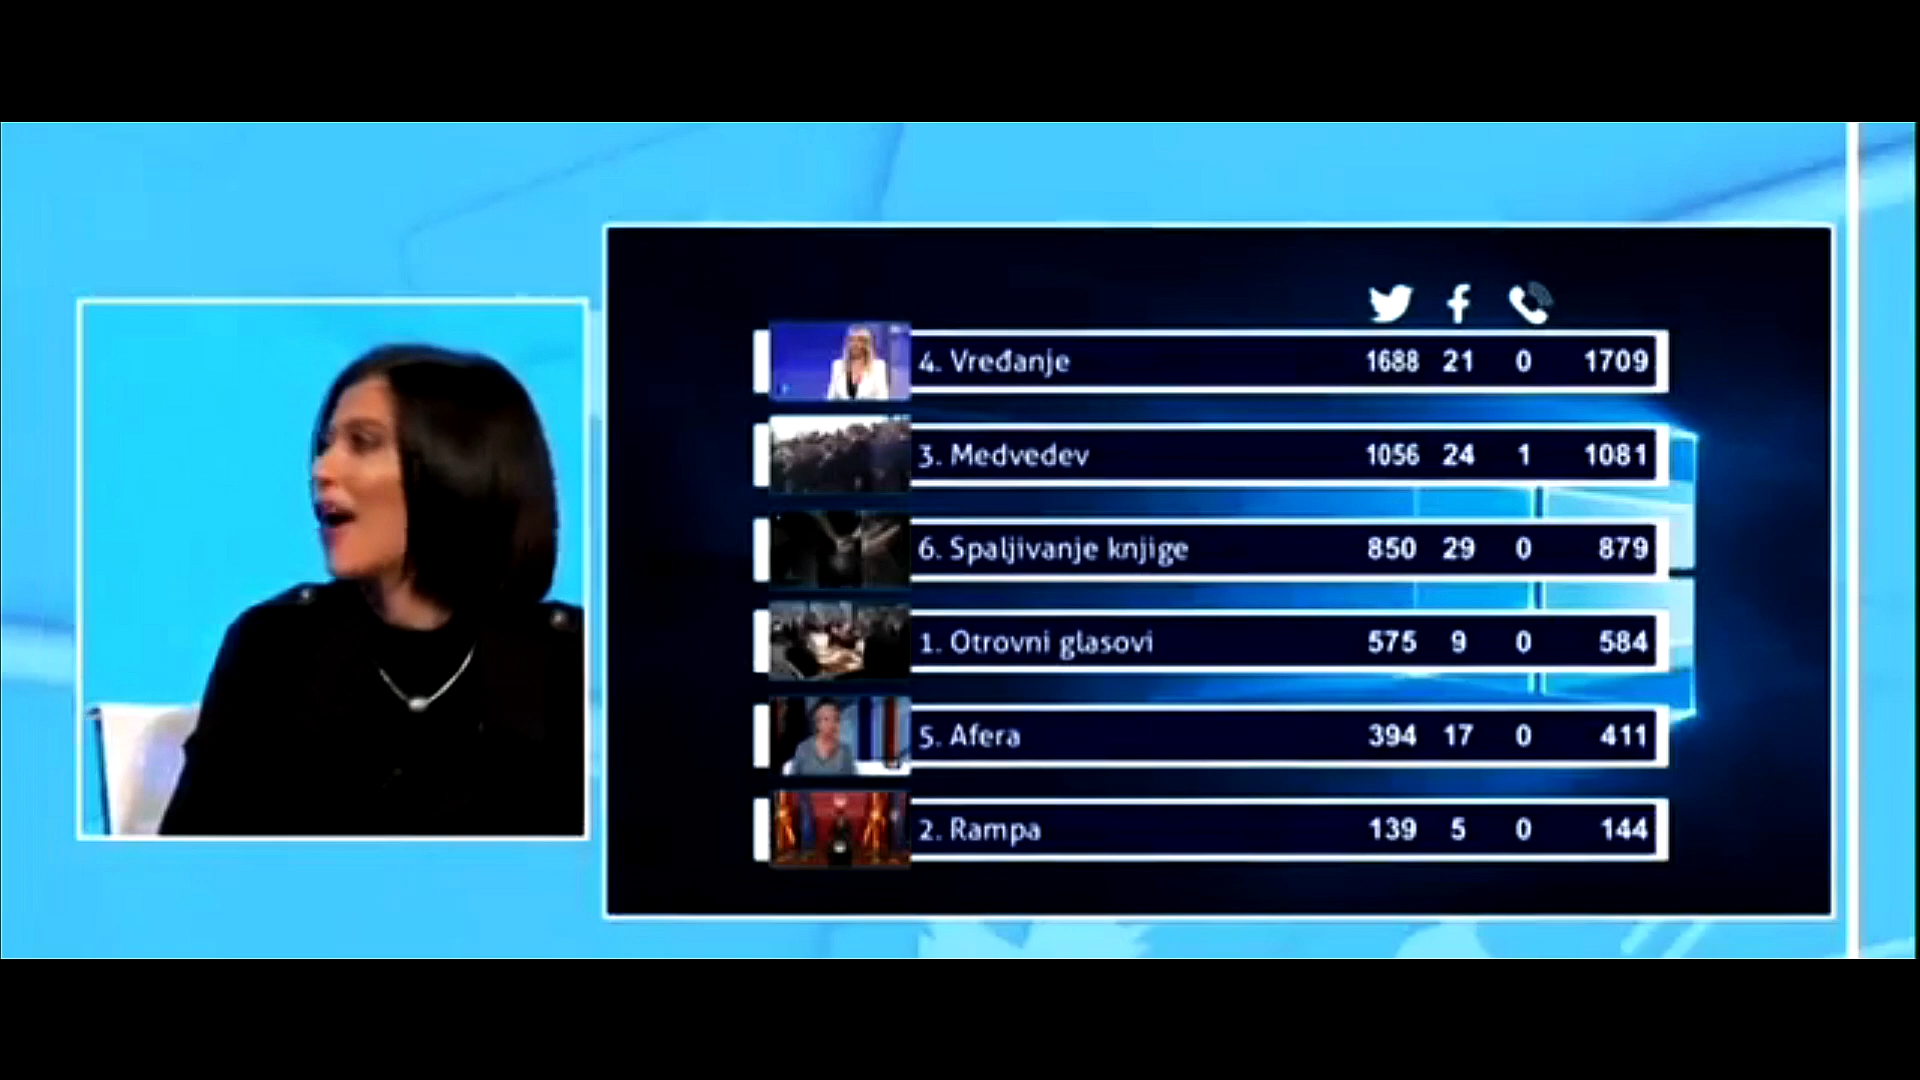 4. Vređanje 1688 21 0 1709
3. Medvedev 1056 24 1 1081
6. Spaljivanje knjige 850 29 0 879
1. Otrovni glasovi 575 9 0 584
5. Afera 394 17 0 411
2. Rampa 139 5 0 144